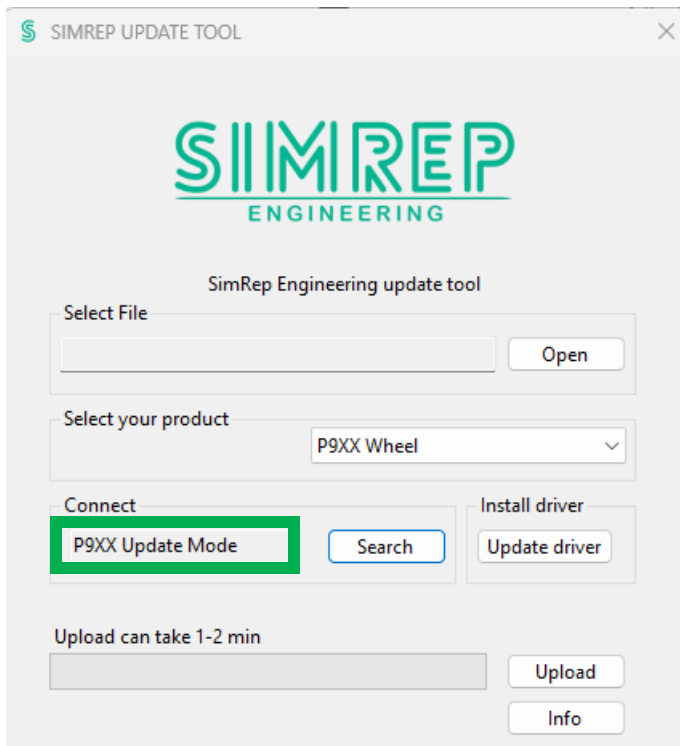 SIMREP UPDATE TOOL
SIMREP
ENGINEERING
SimRep Engineering update tool
Select File
Open
Select your product
P9XX Wheel
Connect
Install driver
P9XX Update Mode
Search
Update driver
Upload can take 1-2 min
Upload
Info